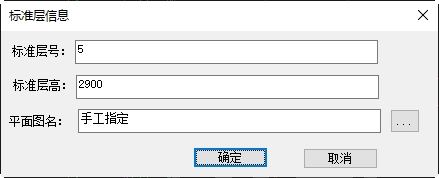 标准层信息
标准层号： 5
标准层高： 2900
平面图名： 手工指定 ...
确定 取消